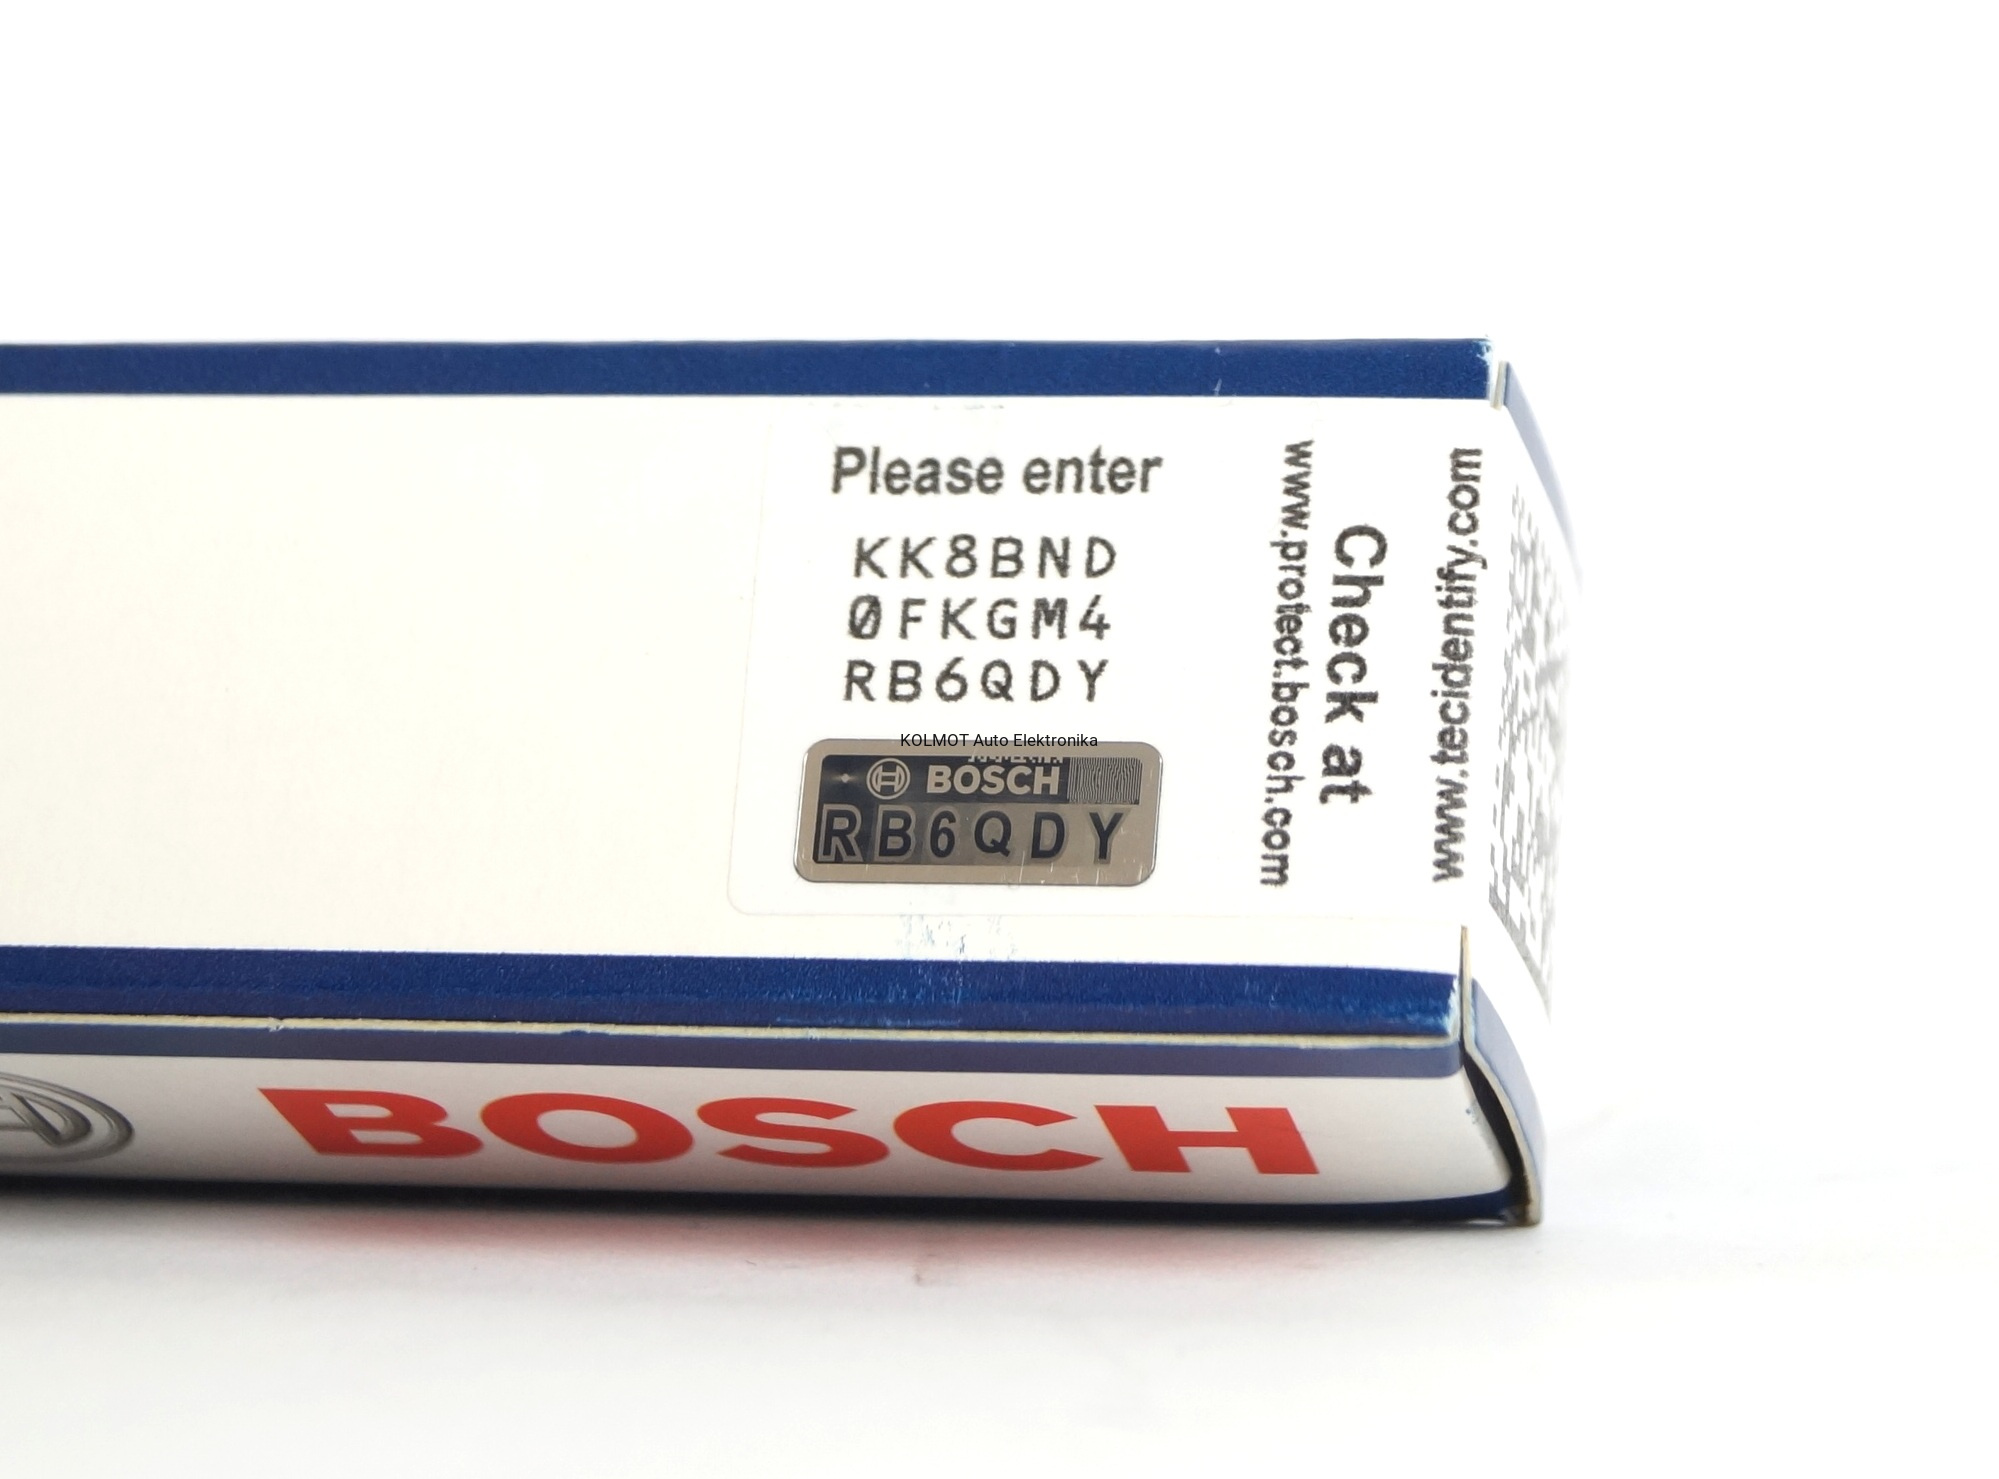 Please enter
KK8BND
0FKGM4
RB6QDY
KOLMOT Auto Elektronika
BOSCH
RB6QDY
www.protect.bosch.com
Check at
www.tecidentify.com
BOSCH